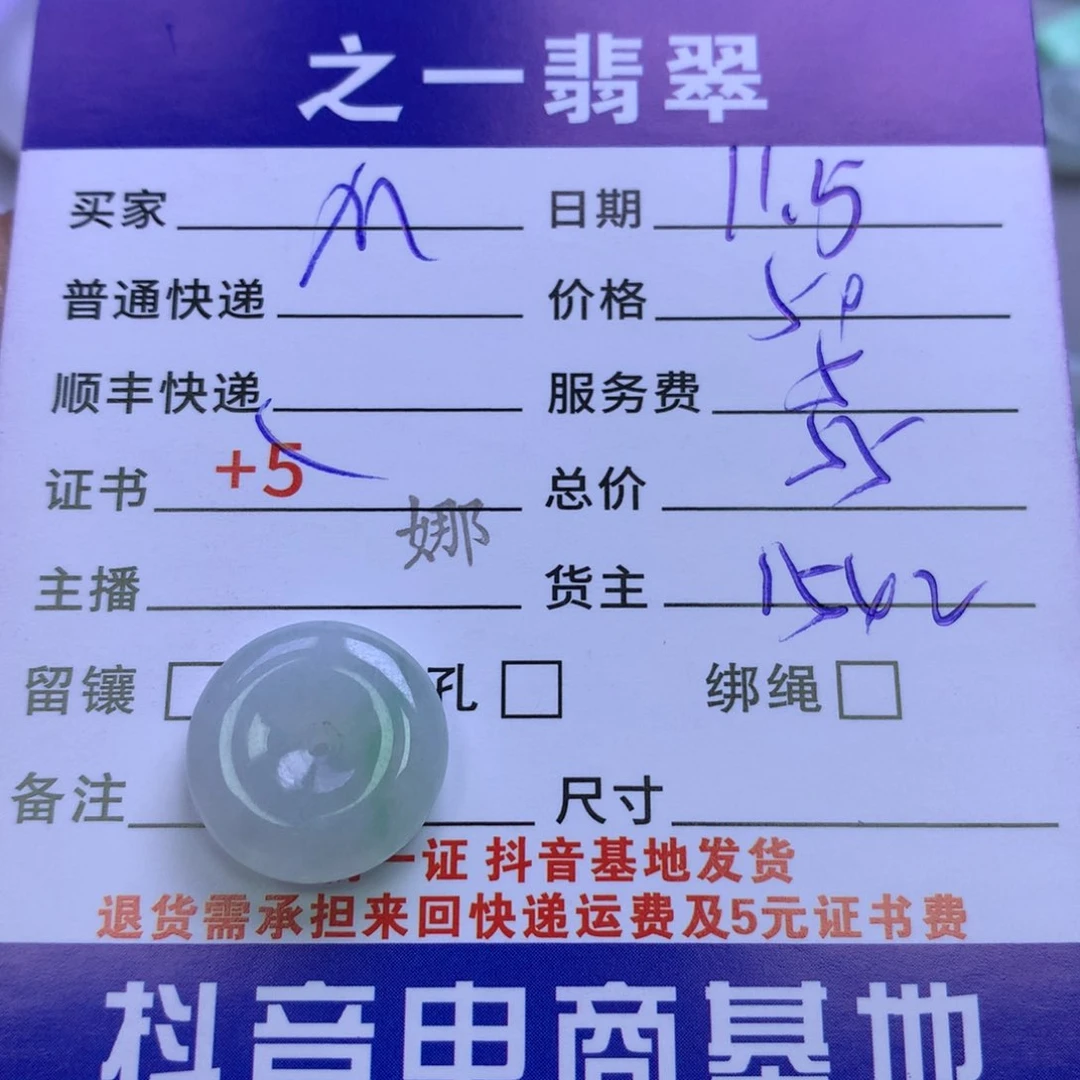 之一翡翠
买家 日期 11.5
普通快递 价格 50
顺丰快递 服务费
证书 +5 总价 55
娜
主播 货主 1542
留镶 孔 绑绳
备注 尺寸
一证 抖音基地发货
退货需承担来回快递运费及5元证书费
抖音电商基地